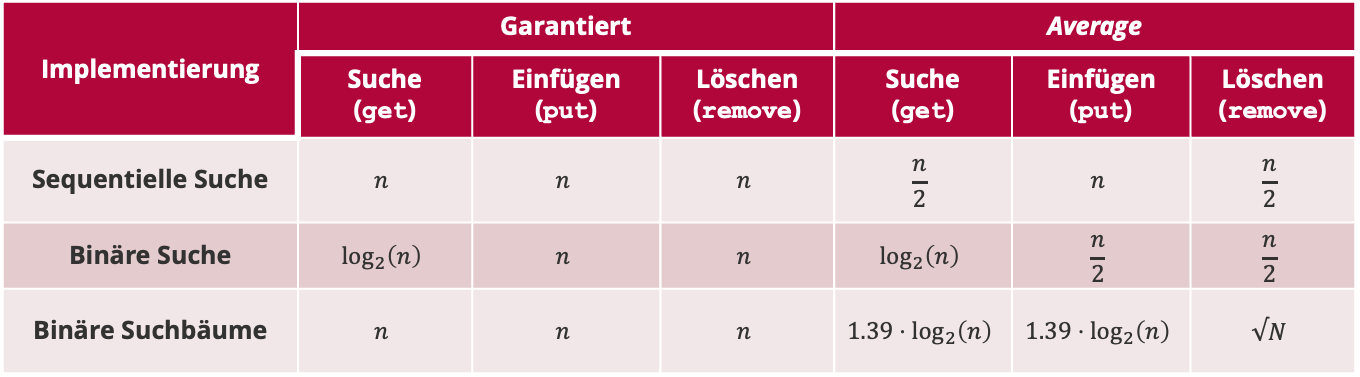 Implementierung Garantiert Average
Suche (get) Einfügen (put) Löschen (remove) Suche (get) Einfügen (put) Löschen (remove)
Sequentielle Suche n n n n/2 n n/2
Binäre Suche log₂(n) n n log₂(n) n/2 n/2
Binäre Suchbäume n n n 1.39 · log₂(n) 1.39 · log₂(n) √N